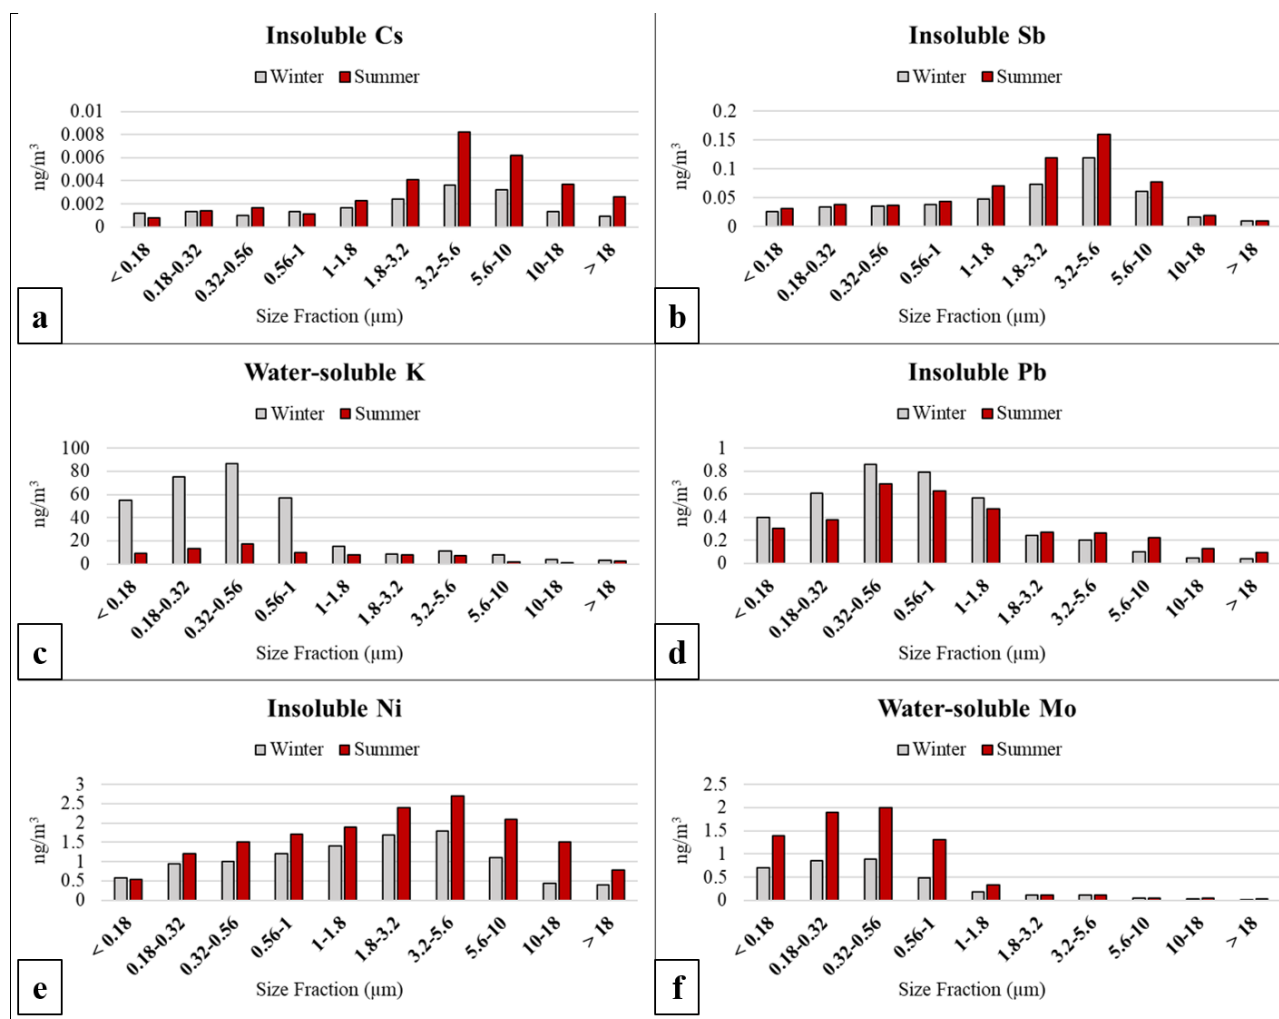 Insoluble Cs
Winter Summer
0.01
0.008
0.006
0.004
0.002
0
ng/m³
< 0.18 0.18-0.32 0.32-0.56 0.56-1 1-1.8 1.8-3.2 3.2-5.6 5.6-10 10-18 > 18
Size Fraction (µm)
a
Insoluble Sb
Winter Summer
0.2
0.15
0.1
0.05
0
ng/m³
< 0.18 0.18-0.32 0.32-0.56 0.56-1 1-1.8 1.8-3.2 3.2-5.6 5.6-10 10-18 > 18
Size Fraction (µm)
b
Water-soluble K
Winter Summer
100
80
60
40
20
0
ng/m³
< 0.18 0.18-0.32 0.32-0.56 0.56-1 1-1.8 1.8-3.2 3.2-5.6 5.6-10 10-18 > 18
Size Fraction (µm)
c
Insoluble Pb
Winter Summer
1
0.8
0.6
0.4
0.2
0
ng/m³
< 0.18 0.18-0.32 0.32-0.56 0.56-1 1-1.8 1.8-3.2 3.2-5.6 5.6-10 10-18 > 18
Size Fraction (µm)
d
Insoluble Ni
Winter Summer
3
2.5
2
1.5
1
0.5
0
ng/m³
< 0.18 0.18-0.32 0.32-0.56 0.56-1 1-1.8 1.8-3.2 3.2-5.6 5.6-10 10-18 > 18
Size Fraction (µm)
e
Water-soluble Mo
Winter Summer
2.5
2
1.5
1
0.5
0
ng/m³
< 0.18 0.18-0.32 0.32-0.56 0.56-1 1-1.8 1.8-3.2 3.2-5.6 5.6-10 10-18 > 18
Size Fraction (µm)
f